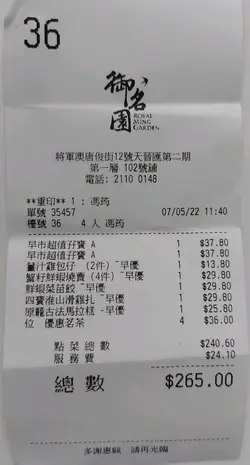 36
御名園
ROYAL
MING
GARDEN
將軍澳唐俊街12號天晉匯第二期
第一層 102號舖
電話: 2110 0148
**重印** 1 : 馮筠
單號 35457 07/05/22 11:40
檯號 36 4 人 馮筠
早市超值孖寶 A 1 $37.80
早市超值孖寶 A 1 $37.80
薑汁雞包仔 (2件) ~早優 1 $13.80
蟹籽鮮蝦燒賣 (4件) ~早優 1 $29.80
鮮蝦菜苗餃 ~早優 1 $29.80
四寶淮山滑雞扎 ~早優 1 $29.80
原籠古法馬拉糕 ~早優 1 $25.80
位 優惠茗茶 4 $36.00
點菜總數 $240.60
服務費 $24.10
總數 $265.00
多謝惠顧 請再光臨